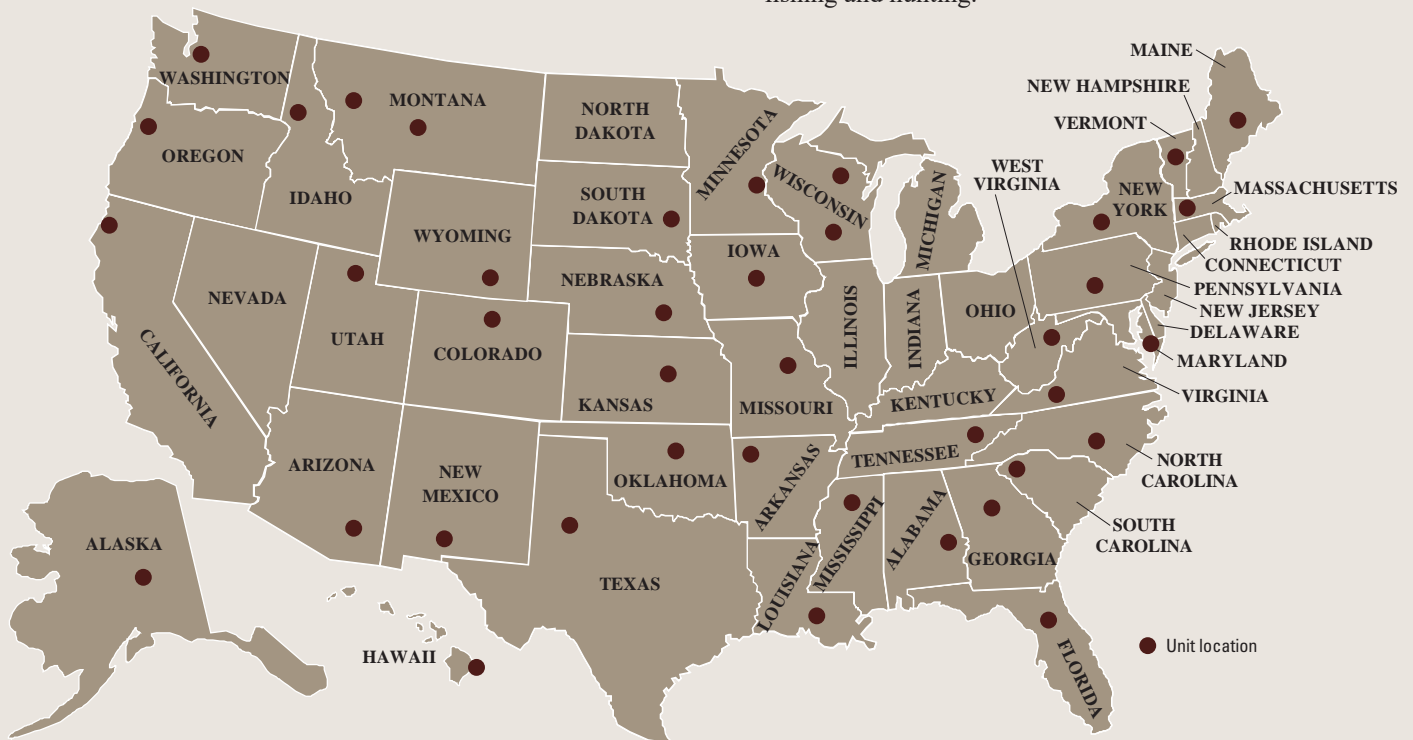 fishing and hunting.
MAINE
NEW HAMPSHIRE
VERMONT
WEST
VIRGINIA
WASHINGTON
MONTANA
NORTH
DAKOTA
MINNESOTA
OREGON
IDAHO
SOUTH
DAKOTA
WISCONSIN
MICHIGAN
NEW
YORK
MASSACHUSETTS
RHODE ISLAND
CONNECTICUT
PENNSYLVANIA
NEW JERSEY
DELAWARE
MARYLAND
VIRGINIA
WYOMING
IOWA
NEBRASKA
NEVADA
UTAH
COLORADO
CALIFORNIA
ILLINOIS
INDIANA
OHIO
KANSAS
MISSOURI
KENTUCKY
TENNESSEE
NORTH
CAROLINA
SOUTH
CAROLINA
ARIZONA
NEW
MEXICO
OKLAHOMA
ARKANSAS
MISSISSIPPI
ALABAMA
GEORGIA
LOUISIANA
TEXAS
ALASKA
HAWAII
FLORIDA
Unit location